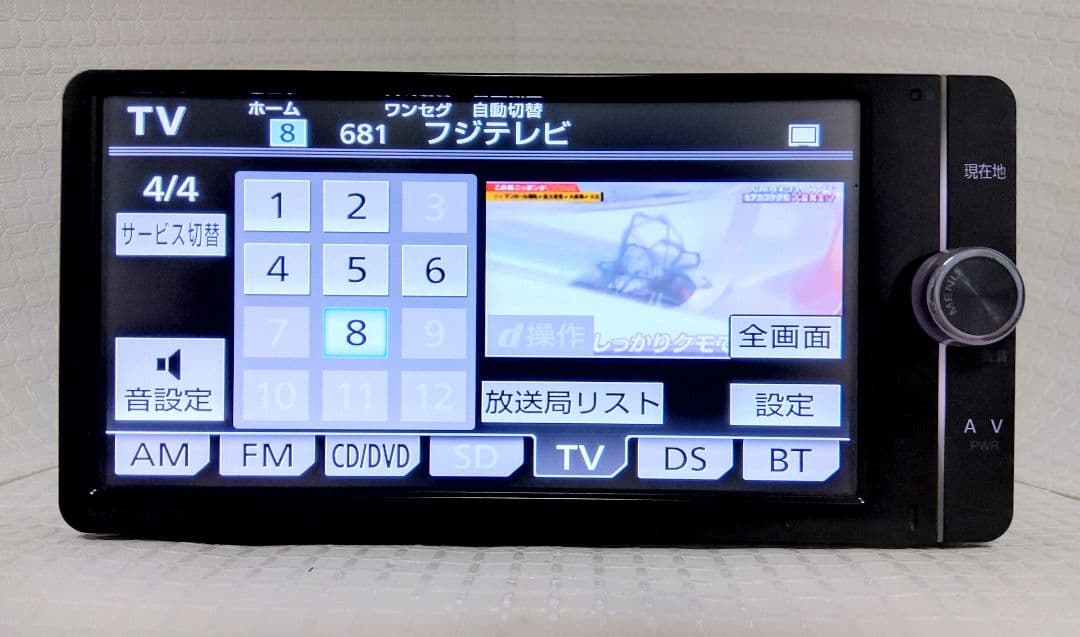 TV
ホーム ワンセグ 自動切替
8 681 フジテレビ
現在地
4/4
サービス切替
1 2 3
4 5 6
7 8 9
10 11 12
d操作
しっかりクモで
全画面
MENU
音設定
放送局リスト
設定
A V
PWR
AM FM CD/DVD SD TV DS BT